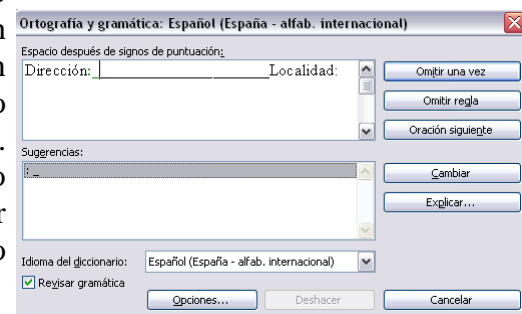 Ortografía y gramática: Español (España - alfab. internacional)
Espacio después de signos de puntuación:
Dirección:_____________________Localidad:
Omitir una vez
Omitir regla
Oración siguiente
Sugerencias:
: _
Cambiar
Explicar...
Idioma del diccionario: Español (España - alfab. internacional)
Revisar gramática
Opciones... Deshacer Cancelar